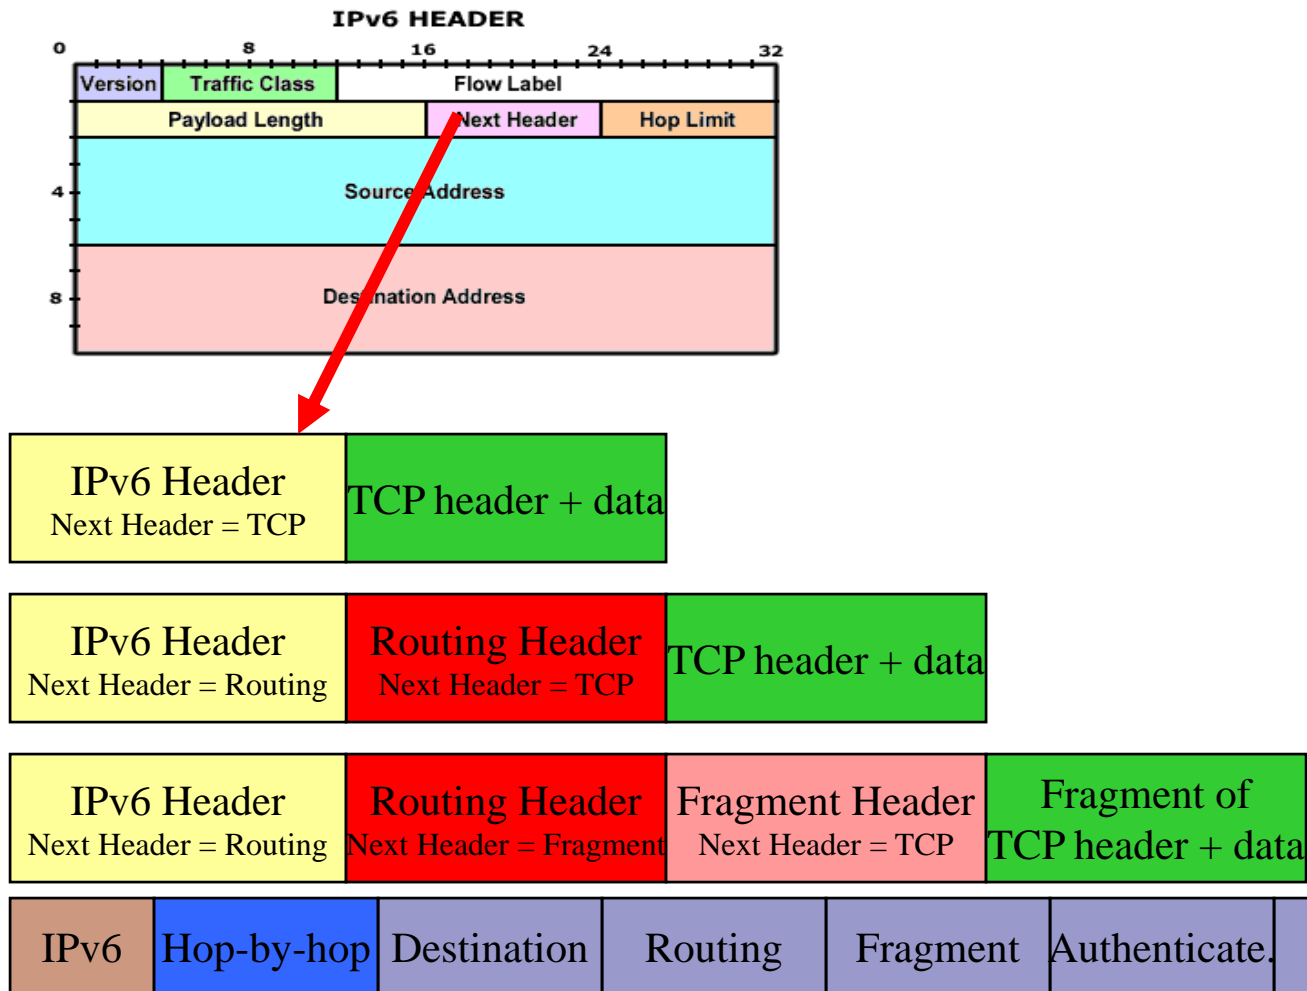 IPv6 HEADER
0 8 16 24 32
Version Traffic Class Flow Label
Payload Length Next Header Hop Limit
4 Source Address
8 Destination Address
IPv6 Header
Next Header = TCP
TCP header + data
IPv6 Header
Next Header = Routing
Routing Header
Next Header = TCP
TCP header + data
IPv6 Header
Next Header = Routing
Routing Header
Next Header = Fragment
Fragment Header
Next Header = TCP
Fragment of
TCP header + data
IPv6 Hop-by-hop Destination Routing Fragment Authenticate.